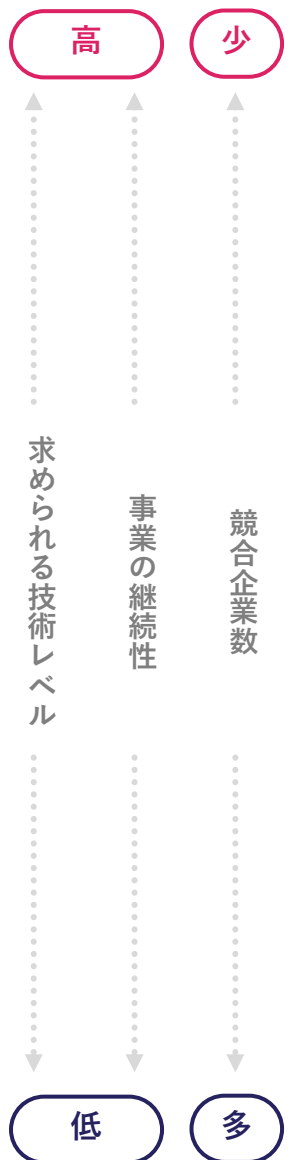 高
少
求められる技術レベル
事業の継続性
競合企業数
低
多